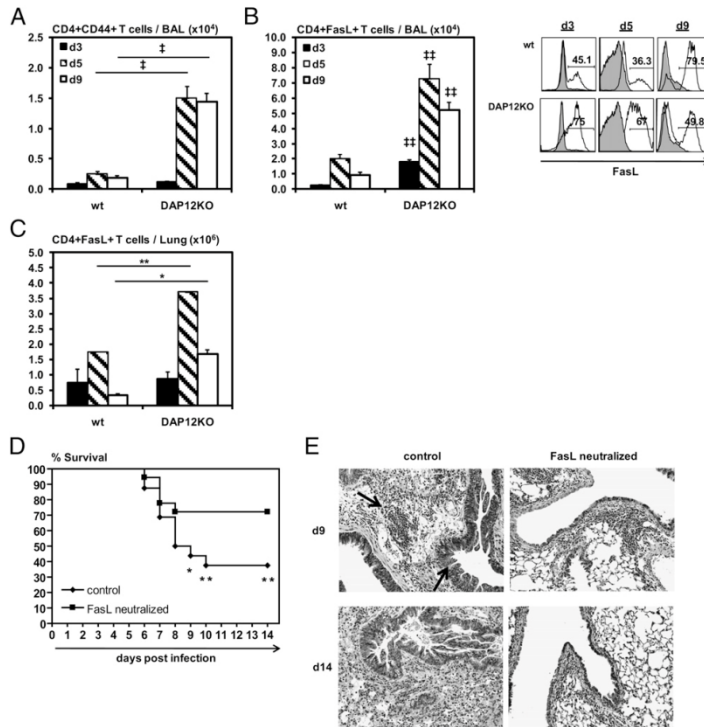 A
CD4+CD44+ T cells / BAL (x10⁴)
2.5
2.0
1.5
1.0
0.5
0.0
d3
d5
d9
‡
‡
wt
DAP12KO
B
CD4+FasL+ T cells / BAL (x10⁴)
10.0
9.0
8.0
7.0
6.0
5.0
4.0
3.0
2.0
1.0
0.0
d3
d5
d9
‡‡
‡‡
‡‡
wt
DAP12KO
d3 d5 d9
wt
45.1 36.3 79.5
DAP12KO
75 67 49.8
FasL
C
CD4+FasL+ T cells / Lung (x10⁶)
5.0
4.5
4.0
3.5
3.0
2.5
2.0
1.5
1.0
0.5
0.0
**
*
wt
DAP12KO
D
% Survival
100
90
80
70
60
50
40
30
20
10
0
control
FasL neutralized
* ** **
0 1 2 3 4 5 6 7 8 9 10 11 12 13 14
days post infection
E
control FasL neutralized
d9
d14